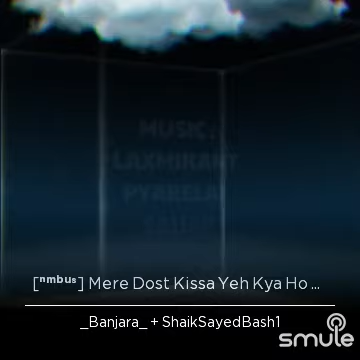 MUSIC:
LAXMIKANT
PYARELAL
[ⁿᵐᵇᵘˢ] Mere Dost Kissa Yeh Kya Ho ...
_Banjara_ + ShaikSayedBash1
smule